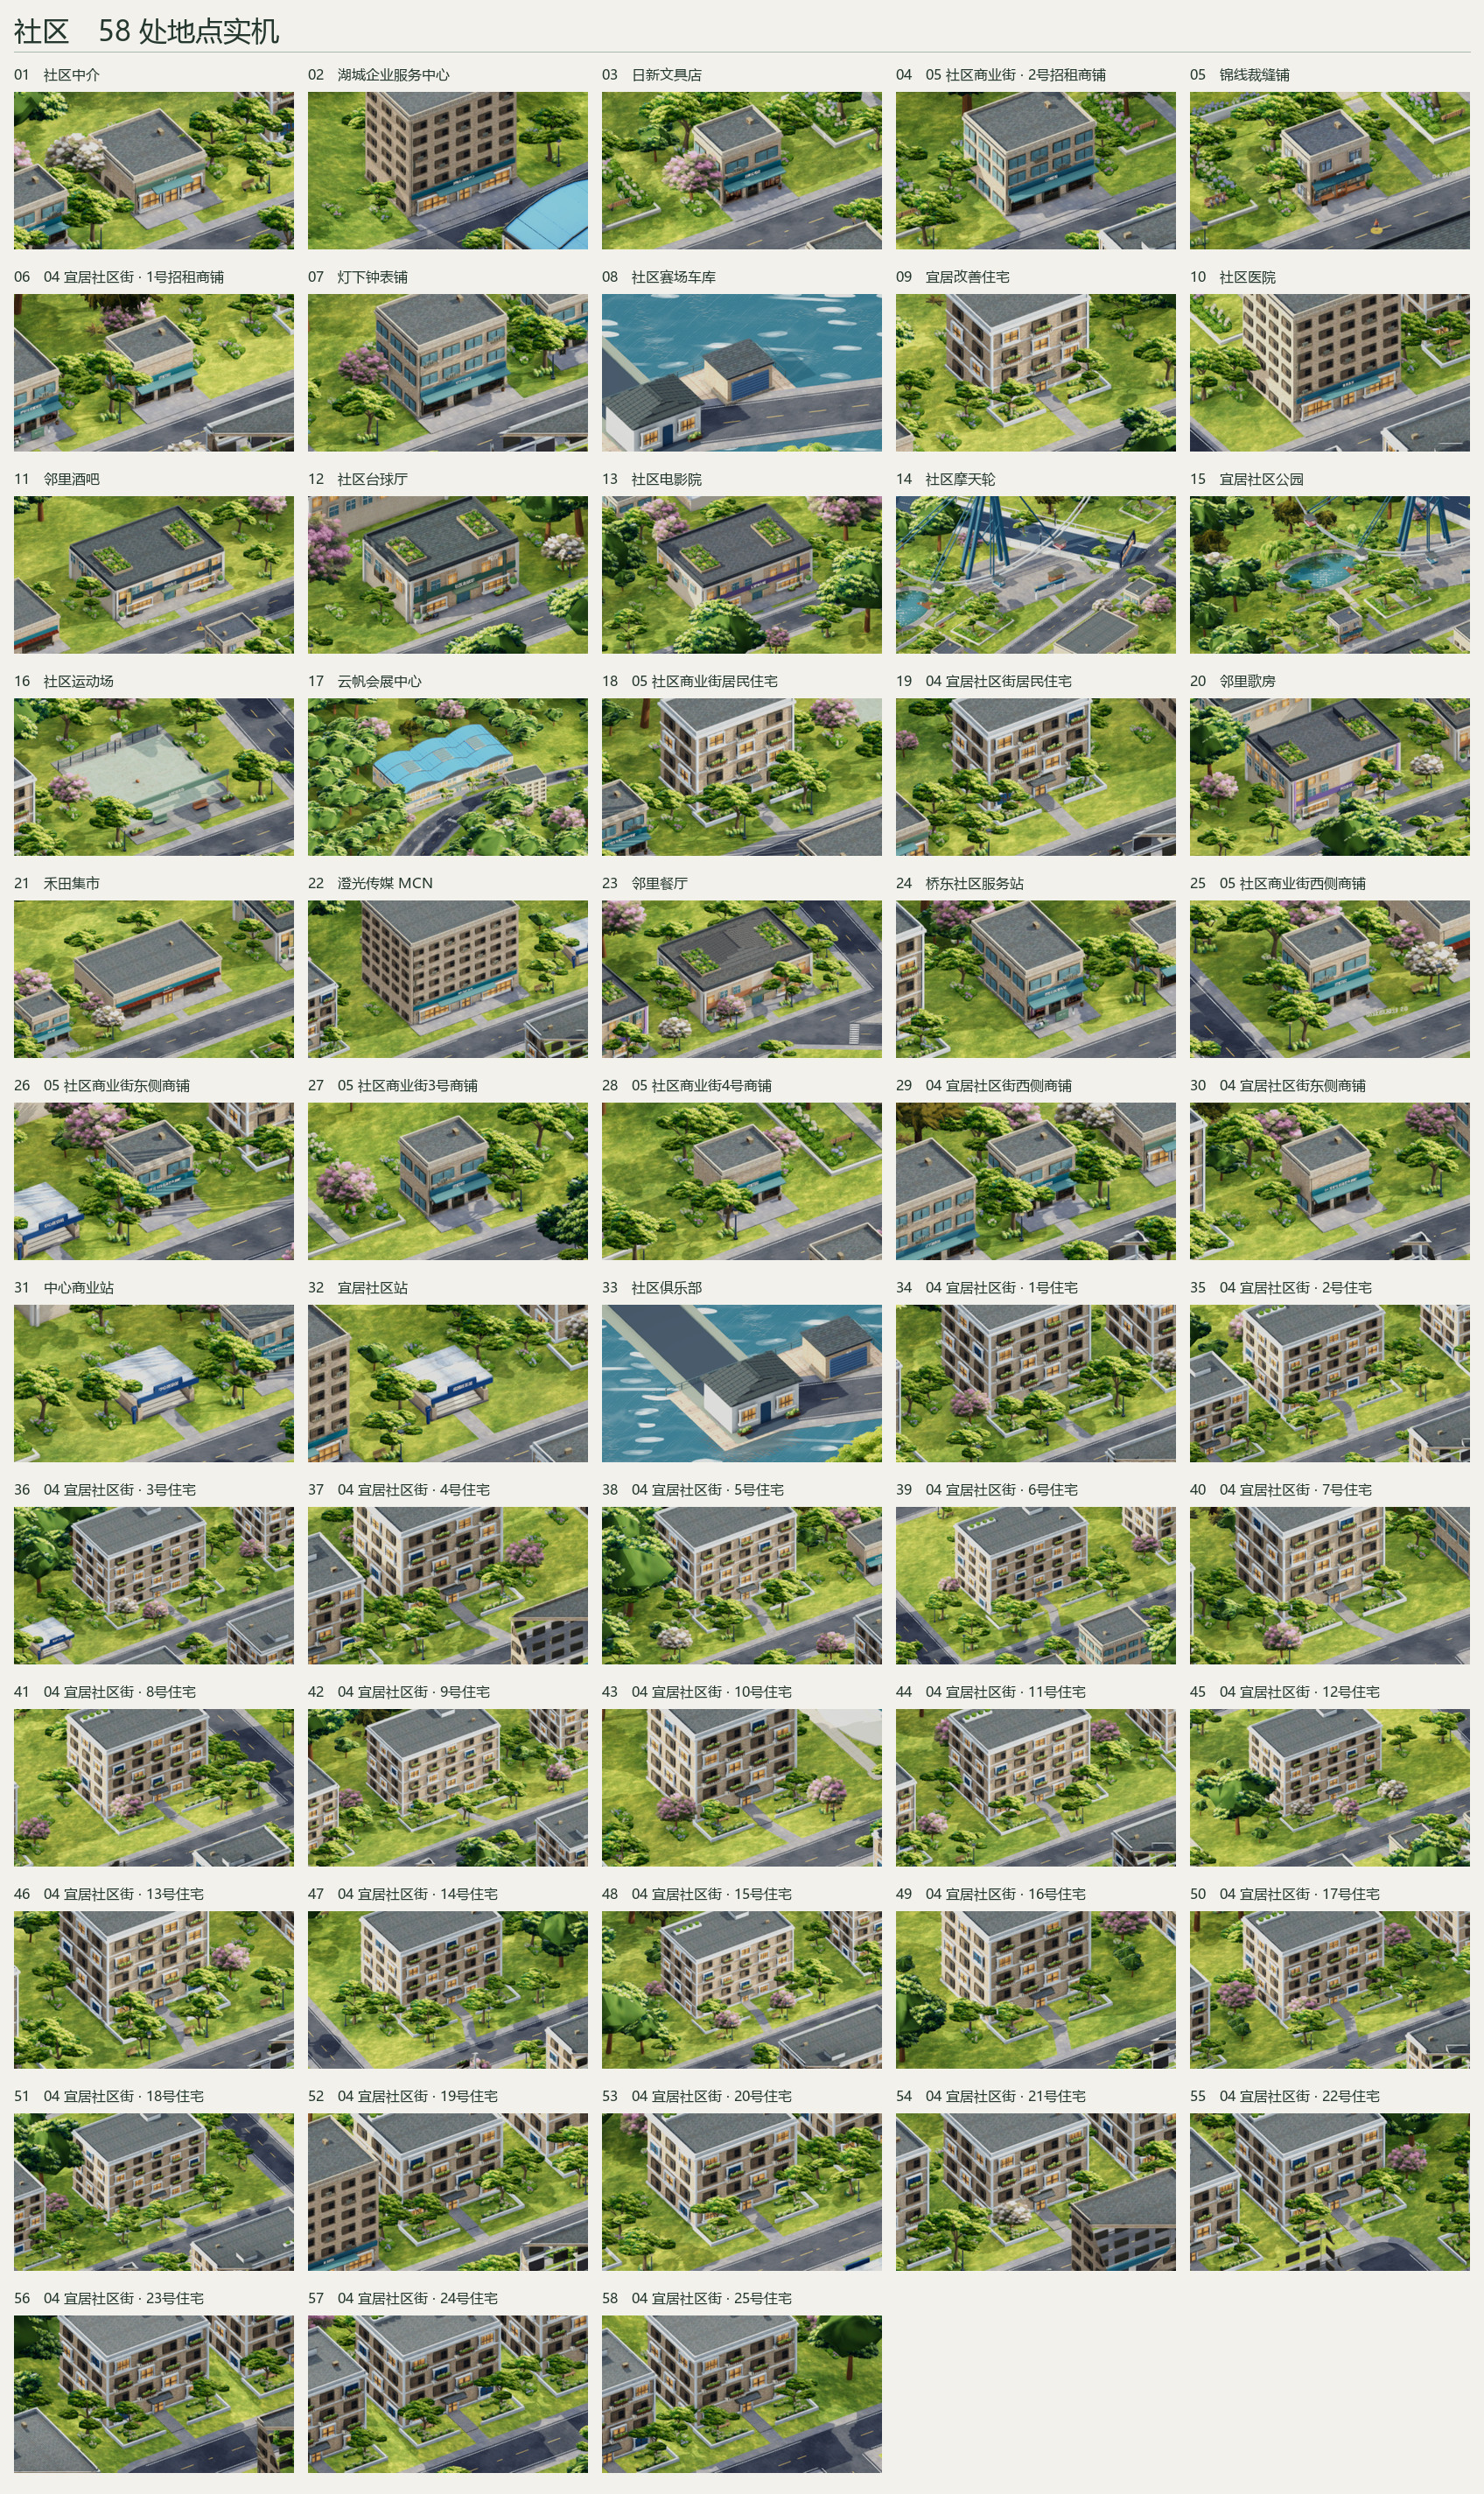 社区 58 处地点实机
01 社区中介
02 湖城企业服务中心
03 日新文具店
04 05 社区商业街 · 2号招租商铺
05 锦线裁缝铺
06 04 宜居社区街 · 1号招租商铺
07 灯下钟表铺
08 社区赛场车库
09 宜居改善住宅
10 社区医院
11 邻里酒吧
12 社区台球厅
13 社区电影院
14 社区摩天轮
15 宜居社区公园
16 社区运动场
17 云帆会展中心
18 05 社区商业街居民住宅
19 04 宜居社区街居民住宅
20 邻里歌房
21 禾田集市
22 澄光传媒 MCN
23 邻里餐厅
24 桥东社区服务站
25 05 社区商业街西侧商铺
26 05 社区商业街东侧商铺
27 05 社区商业街3号商铺
28 05 社区商业街4号商铺
29 04 宜居社区街西侧商铺
30 04 宜居社区街东侧商铺
31 中心商业站
32 宜居社区站
33 社区俱乐部
34 04 宜居社区街 · 1号住宅
35 04 宜居社区街 · 2号住宅
36 04 宜居社区街 · 3号住宅
37 04 宜居社区街 · 4号住宅
38 04 宜居社区街 · 5号住宅
39 04 宜居社区街 · 6号住宅
40 04 宜居社区街 · 7号住宅
41 04 宜居社区街 · 8号住宅
42 04 宜居社区街 · 9号住宅
43 04 宜居社区街 · 10号住宅
44 04 宜居社区街 · 11号住宅
45 04 宜居社区街 · 12号住宅
46 04 宜居社区街 · 13号住宅
47 04 宜居社区街 · 14号住宅
48 04 宜居社区街 · 15号住宅
49 04 宜居社区街 · 16号住宅
50 04 宜居社区街 · 17号住宅
51 04 宜居社区街 · 18号住宅
52 04 宜居社区街 · 19号住宅
53 04 宜居社区街 · 20号住宅
54 04 宜居社区街 · 21号住宅
55 04 宜居社区街 · 22号住宅
56 04 宜居社区街 · 23号住宅
57 04 宜居社区街 · 24号住宅
58 04 宜居社区街 · 25号住宅